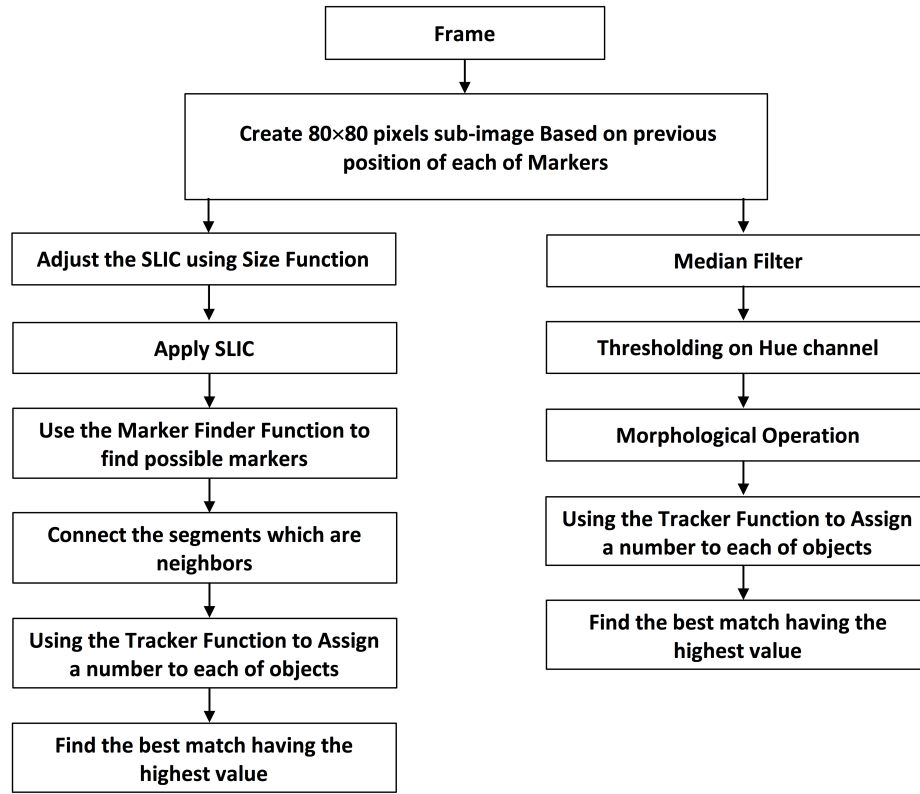 Frame
Create 80×80 pixels sub-image Based on previous
position of each of Markers
Adjust the SLIC using Size Function
Apply SLIC
Use the Marker Finder Function to
find possible markers
Connect the segments which are
neighbors
Using the Tracker Function to Assign
a number to each of objects
Find the best match having the
highest value
Median Filter
Thresholding on Hue channel
Morphological Operation
Using the Tracker Function to Assign
a number to each of objects
Find the best match having the
highest value